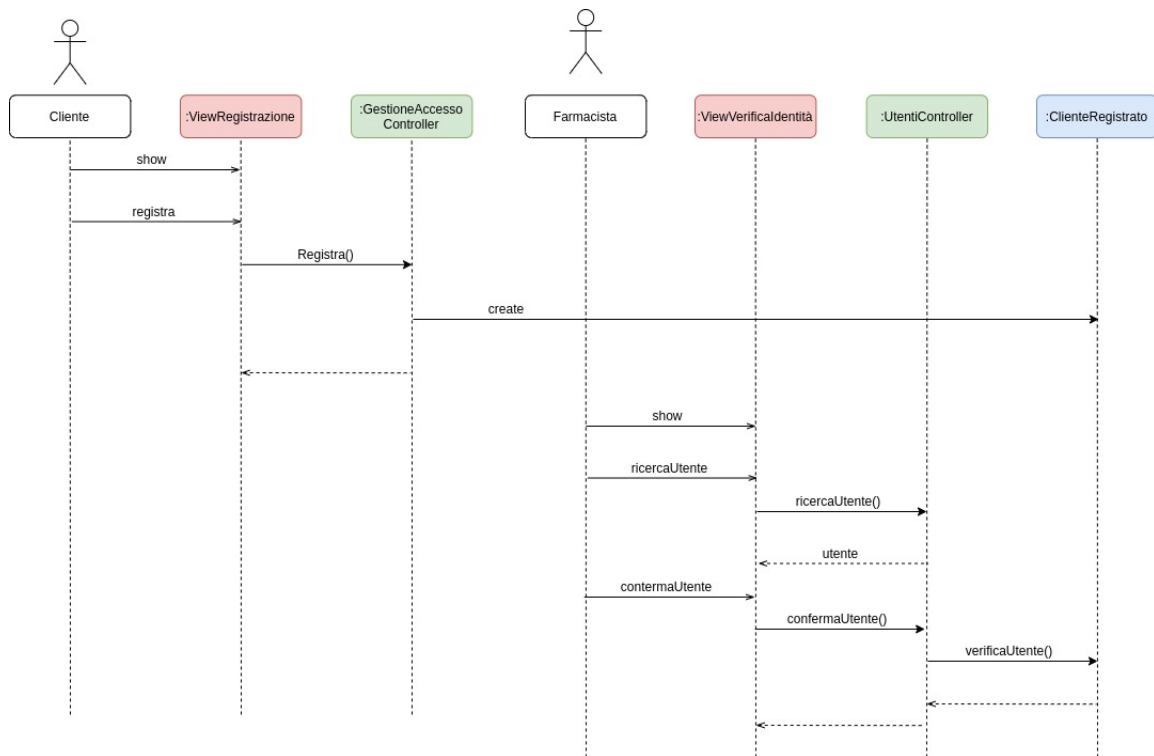 Cliente
:ViewRegistrazione
:GestioneAccesso
Controller
Farmacista
:ViewVerificaIdentità
:UtentiController
:ClienteRegistrato
show
registra
Registra()
create
show
ricercaUtente
ricercaUtente()
utente
contermaUtente
confermaUtente()
verificaUtente()